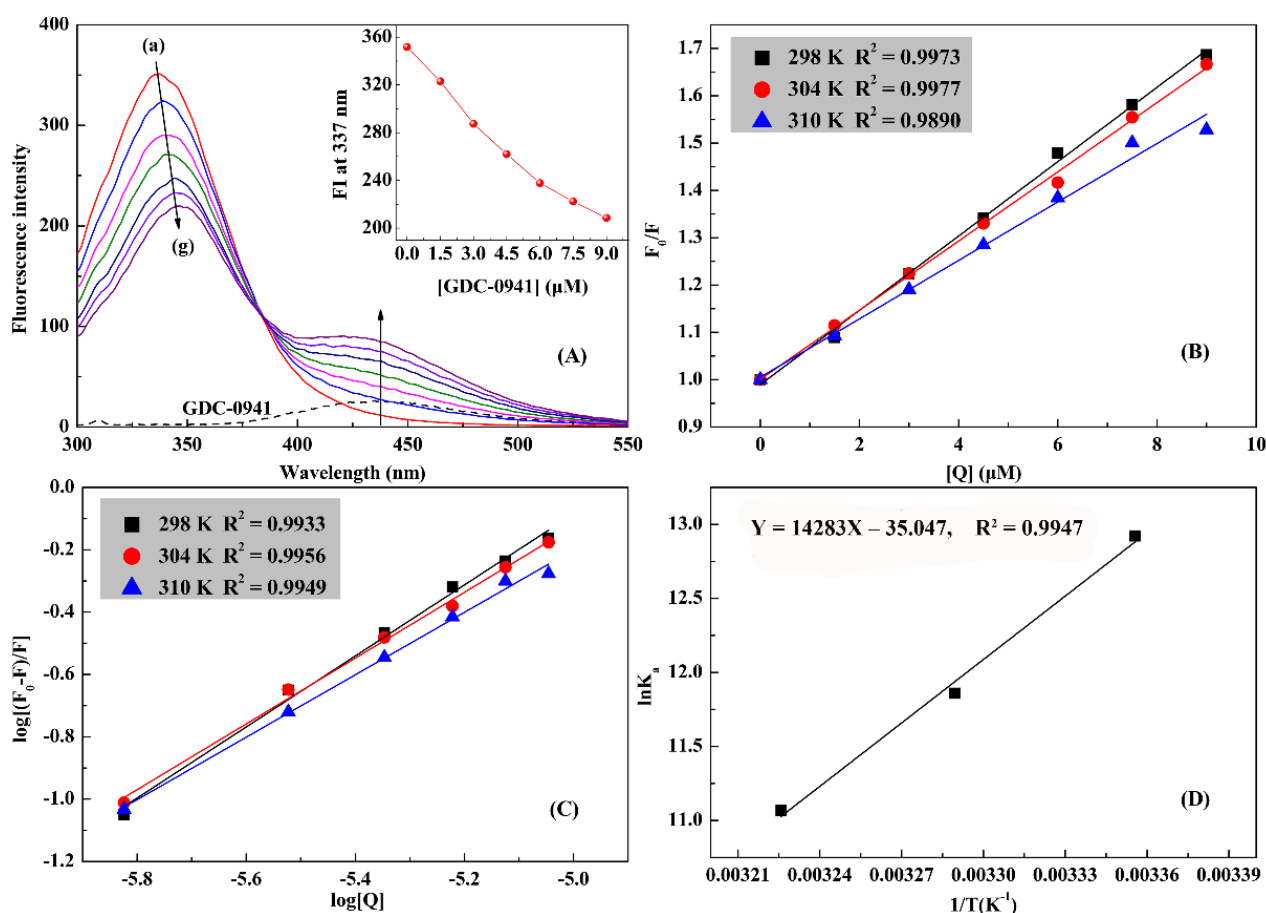 400
350
300
250
200
150
100
50
0
Fluorescence intensity
(a)
(g)
GDC-0941
(A)
300 350 400 450 500 550
Wavelength (nm)
360
320
280
240
200
FI at 337 nm
0.0 1.5 3.0 4.5 6.0 7.5 9.0
[GDC-0941] (μM)
1.7
1.6
1.5
1.4
1.3
1.2
1.1
1.0
0.9
F₀/F
298 K R² = 0.9973
304 K R² = 0.9977
310 K R² = 0.9890
(B)
0 2 4 6 8 10
[Q] (μM)
0.0
-0.2
-0.4
-0.6
-0.8
-1.0
-1.2
log[(F₀-F)/F]
298 K R² = 0.9933
304 K R² = 0.9956
310 K R² = 0.9949
(C)
-5.8 -5.6 -5.4 -5.2 -5.0
log[Q]
13.0
12.5
12.0
11.5
11.0
lnKₐ
Y = 14283X – 35.047, R² = 0.9947
(D)
0.00321 0.00324 0.00327 0.00330 0.00333 0.00336 0.00339
1/T(K⁻¹)